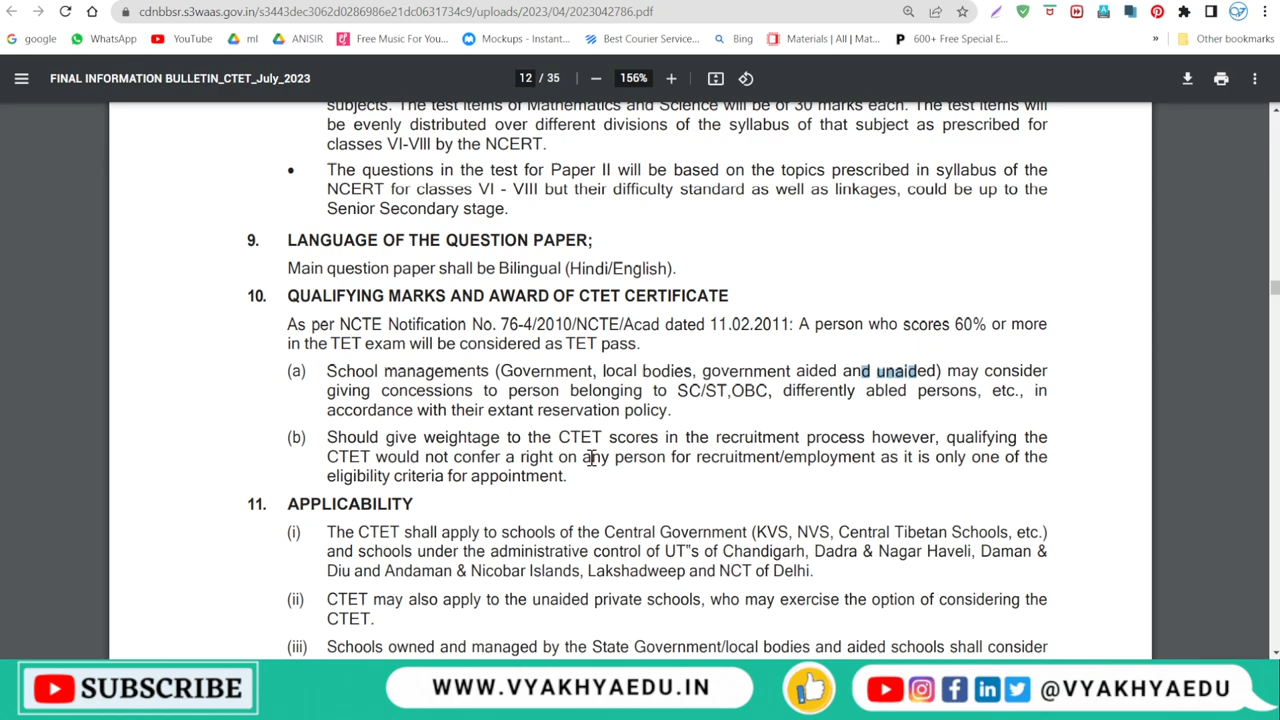 cdnbbsr.s3waas.gov.in/s3443dec3062d0286986e21dc0631734c9/uploads/2023/04/2023042786.pdf
google WhatsApp YouTube ml ANISIR Free Music For You... Mockups - Instant... Best Courier Service... Bing Materials | All | Mat... 600+ Free Special E... » Other bookmarks
FINAL INFORMATION BULLETIN_CTET_July_2023 12 / 35 156%
subjects. The test items of Mathematics and Science will be of 30 marks each. The test items will
be evenly distributed over different divisions of the syllabus of that subject as prescribed for
classes VI-VIII by the NCERT.
• The questions in the test for Paper II will be based on the topics prescribed in syllabus of the
NCERT for classes VI - VIII but their difficulty standard as well as linkages, could be up to the
Senior Secondary stage.
9. LANGUAGE OF THE QUESTION PAPER;
Main question paper shall be Bilingual (Hindi/English).
10. QUALIFYING MARKS AND AWARD OF CTET CERTIFICATE
As per NCTE Notification No. 76-4/2010/NCTE/Acad dated 11.02.2011: A person who scores 60% or more
in the TET exam will be considered as TET pass.
(a) School managements (Government, local bodies, government aided and unaided) may consider
giving concessions to person belonging to SC/ST,OBC, differently abled persons, etc., in
accordance with their extant reservation policy.
(b) Should give weightage to the CTET scores in the recruitment process however, qualifying the
CTET would not confer a right on any person for recruitment/employment as it is only one of the
eligibility criteria for appointment.
11. APPLICABILITY
(i) The CTET shall apply to schools of the Central Government (KVS, NVS, Central Tibetan Schools, etc.)
and schools under the administrative control of UT"s of Chandigarh, Dadra & Nagar Haveli, Daman &
Diu and Andaman & Nicobar Islands, Lakshadweep and NCT of Delhi.
(ii) CTET may also apply to the unaided private schools, who may exercise the option of considering the
CTET.
(iii) Schools owned and managed by the State Government/local bodies and aided schools shall consider
SUBSCRIBE WWW.VYAKHYAEDU.IN @VYAKHYAEDU